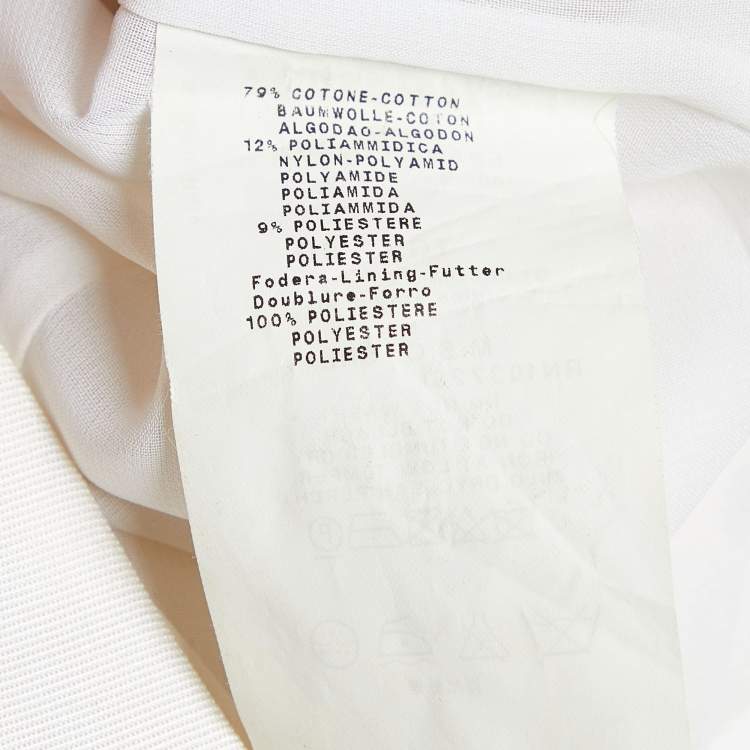 79% COTONE-COTTON
BAUMWOLLE-COTON
ALGODAO-ALGODON
12% POLIAMMIDICA
NYLON-POLYAMID
POLYAMIDE
POLIAMIDA
POLIAMMIDA
9% POLIESTERE
POLYESTER
POLIESTER
Fodera-Lining-Futter
Doublure-Forro
100% POLIESTERE
POLYESTER
POLIESTER